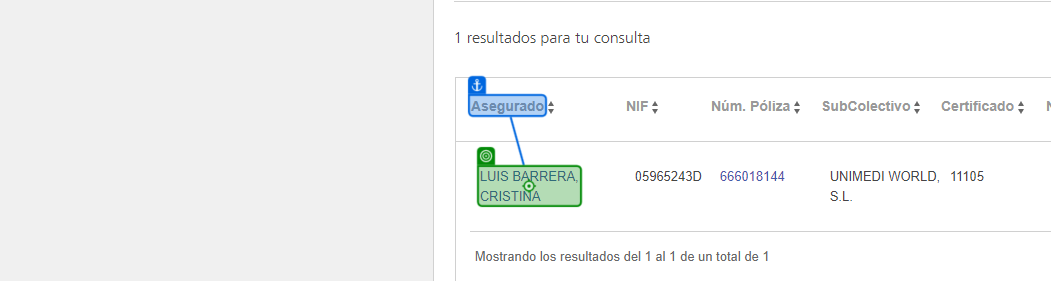 1 resultados para tu consulta
Asegurado NIF Núm. Póliza SubColectivo Certificado N
LUIS BARRERA, 05965243D 666018144 UNIMEDI WORLD, 11105
CRISTINA S.L.
Mostrando los resultados del 1 al 1 de un total de 1